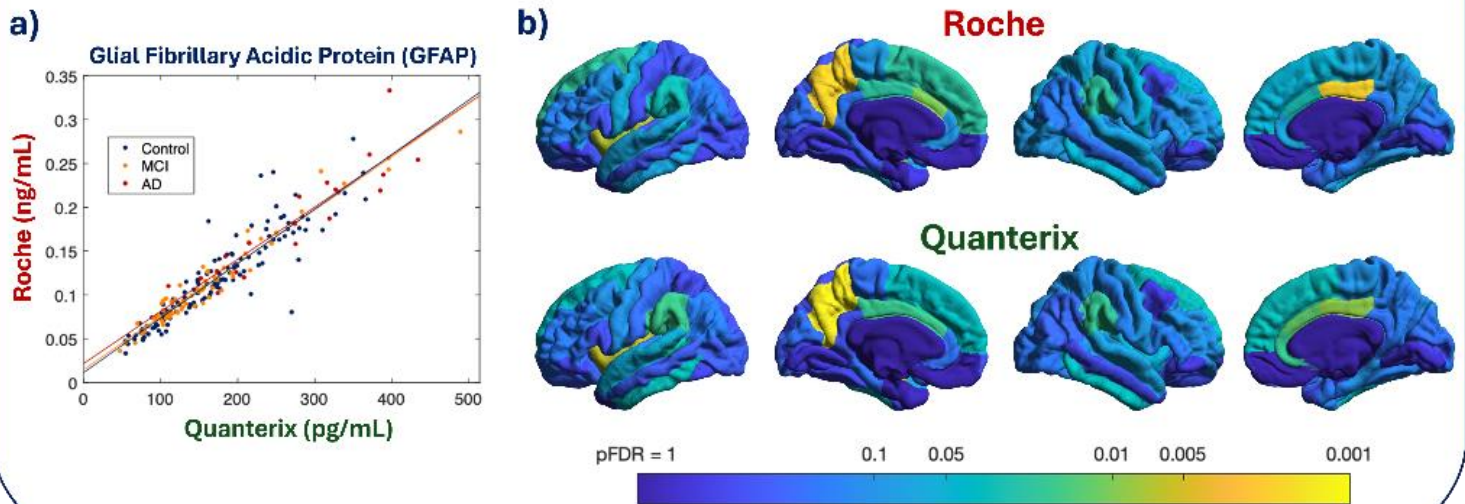 a)
Glial Fibrillary Acidic Protein (GFAP)
Roche (ng/mL)
0.35
0.3
0.25
0.2
0.15
0.1
0.05
0
Control
MCI
AD
0 100 200 300 400 500
Quanterix (pg/mL)
b)
Roche
Quanterix
pFDR = 1 0.1 0.05 0.01 0.005 0.001